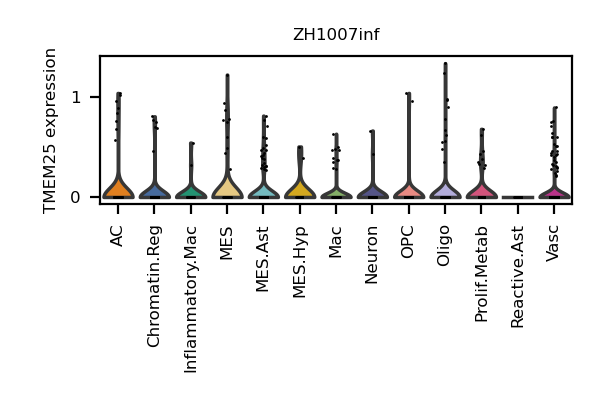 ZH1007inf
TMEM25 expression
1
0
AC
Chromatin.Reg
Inflammatory.Mac
MES
MES.Ast
MES.Hyp
Mac
Neuron
OPC
Oligo
Prolif.Metab
Reactive.Ast
Vasc